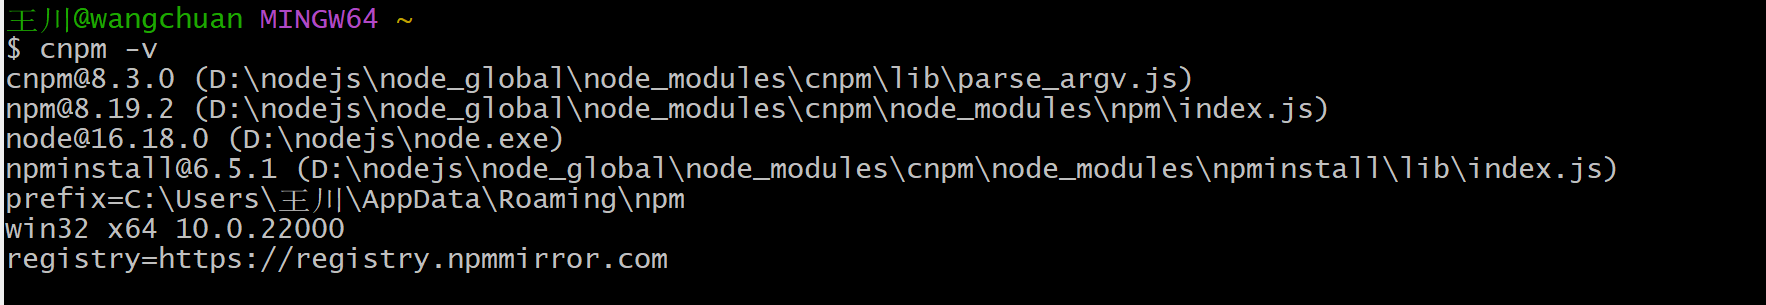 王川@wangchuan MINGW64 ~
$ cnpm -v
cnpm@8.3.0 (D:\nodejs\node_global\node_modules\cnpm\lib\parse_argv.js)
npm@8.19.2 (D:\nodejs\node_global\node_modules\cnpm\node_modules\npm\index.js)
node@16.18.0 (D:\nodejs\node.exe)
npminstall@6.5.1 (D:\nodejs\node_global\node_modules\cnpm\node_modules\npminstall\lib\index.js)
prefix=C:\Users\王川\AppData\Roaming\npm
win32 x64 10.0.22000
registry=https://registry.npmmirror.com